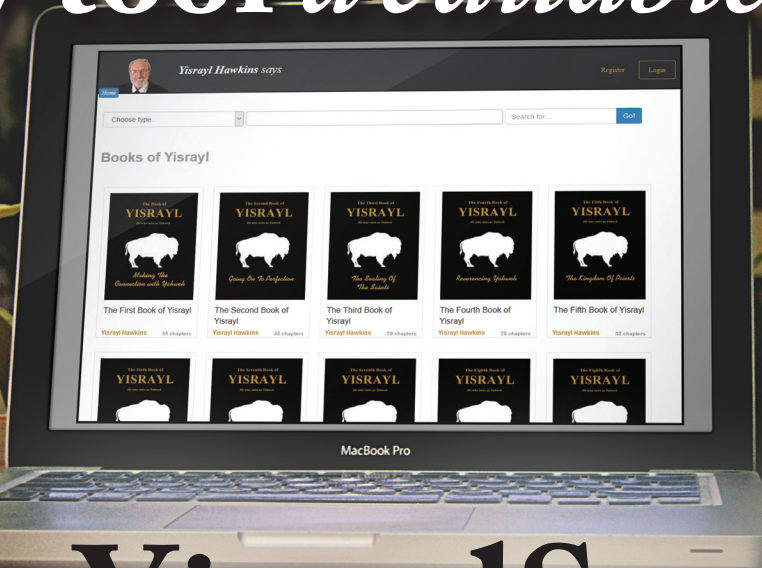 tool available
Yisrayl Hawkins says
Register
Login
Home
Choose type..
Search for...
Go!
Books of Yisrayl
The Book of
YISRAYL
Making The
Connection with Yahweh
The First Book of Yisrayl
Yisrayl Hawkins
The Second Book of
YISRAYL
Going On To Perfection
The Second Book of
Yisrayl
Yisrayl Hawkins
The Third Book of
YISRAYL
The Sealing Of
The Saints
The Third Book of
Yisrayl
Yisrayl Hawkins
The Fourth Book of
YISRAYL
Reverencing Yahweh
The Fourth Book of
Yisrayl
Yisrayl Hawkins
The Fifth Book of
YISRAYL
The Kingdom Of Priests
The Fifth Book of Yisrayl
Yisrayl Hawkins 32 chapters
The Sixth Book of
YISRAYL
The Seventh Book of
YISRAYL
The Seventh Book of
YISRAYL
The Eighth Book of
YISRAYL
The Eighth Book of
YISRAYL
MacBook Pro